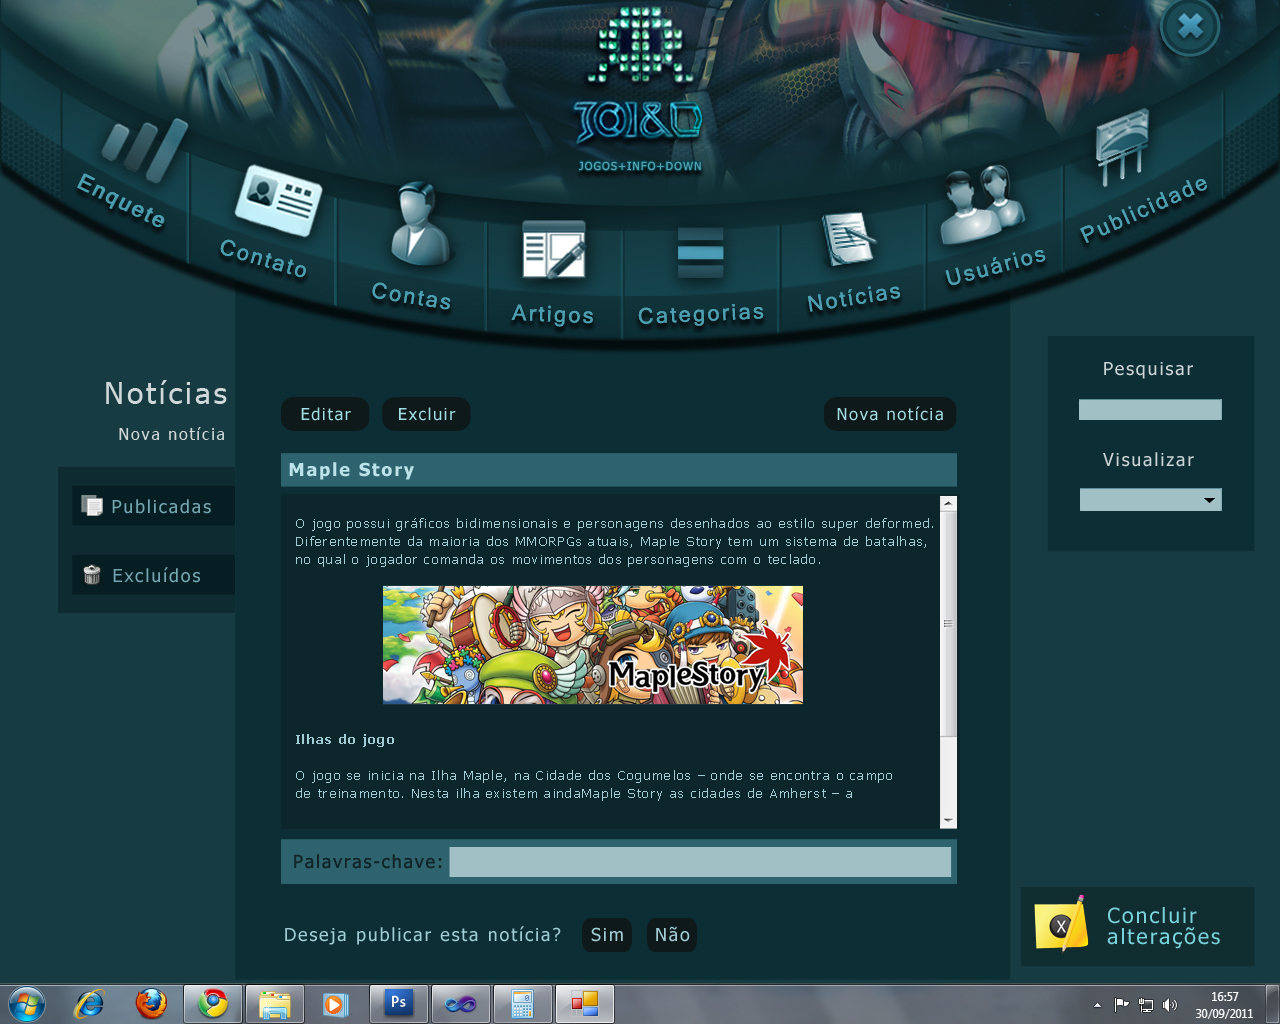 JOI&D
JOGOS+INFO+DOWN
Enquete
Contato
Contas
Artigos
Categorias
Notícias
Usuários
Publicidade
Notícias
Nova notícia
Publicadas
Excluídos
Editar
Excluir
Nova notícia
Maple Story
O jogo possui gráficos bidimensionais e personagens desenhados ao estilo super deformed.
Diferentemente da maioria dos MMORPGs atuais, Maple Story tem um sistema de batalhas,
no qual o jogador comanda os movimentos dos personagens com o teclado.
MapleStory
Ilhas do jogo
O jogo se inicia na Ilha Maple, na Cidade dos Cogumelos – onde se encontra o campo
de treinamento. Nesta ilha existem aindaMaple Story as cidades de Amherst – a
Palavras-chave:
Deseja publicar esta notícia?
Sim
Não
Pesquisar
Visualizar
X
Concluir
alterações
Ps
16:57
30/09/2011